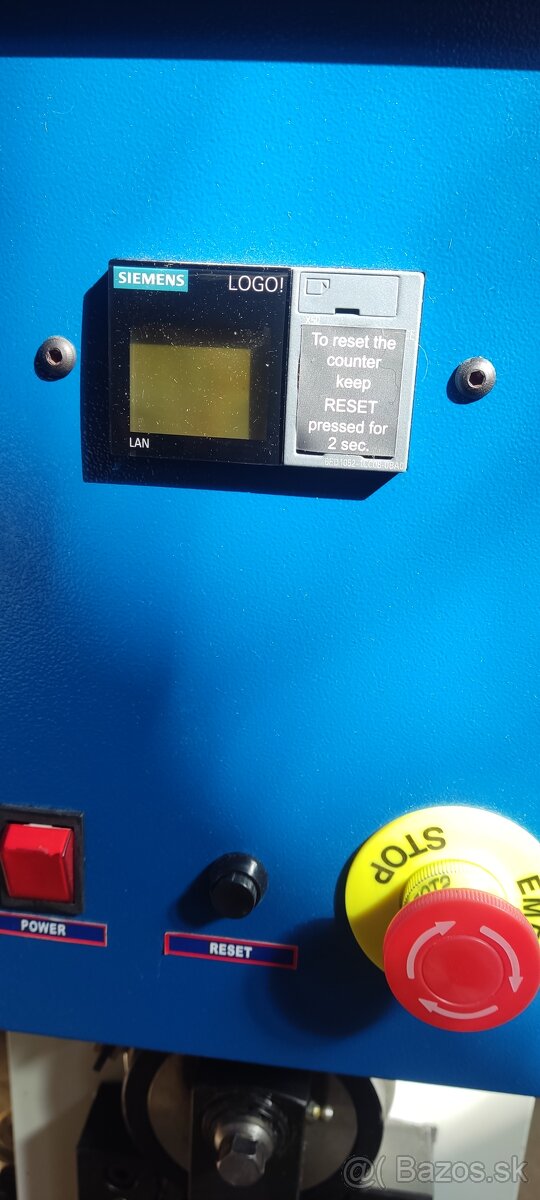 SIEMENS
LOGO!
To reset the
counter
keep
RESET
pressed for
2 sec.
LAN
STOP
POWER
RESET
Bazos.sk